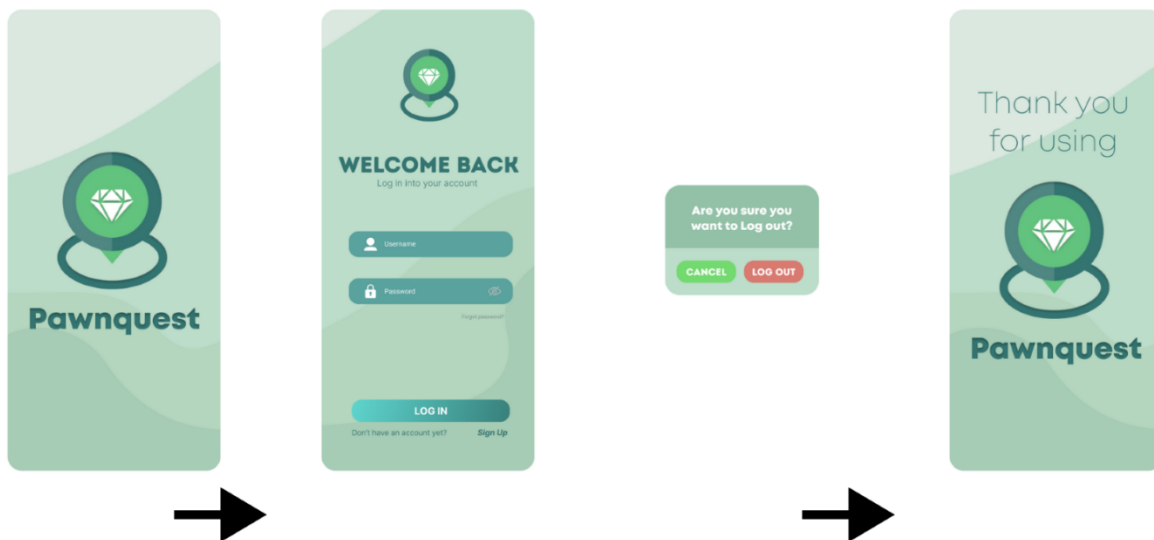 Pawnquest
WELCOME BACK
Log in into your account
Username
Password
Forgot password?
LOG IN
Don't have an account yet? Sign Up
Are you sure you
want to Log out?
CANCEL LOG OUT
Thank you
for using
Pawnquest